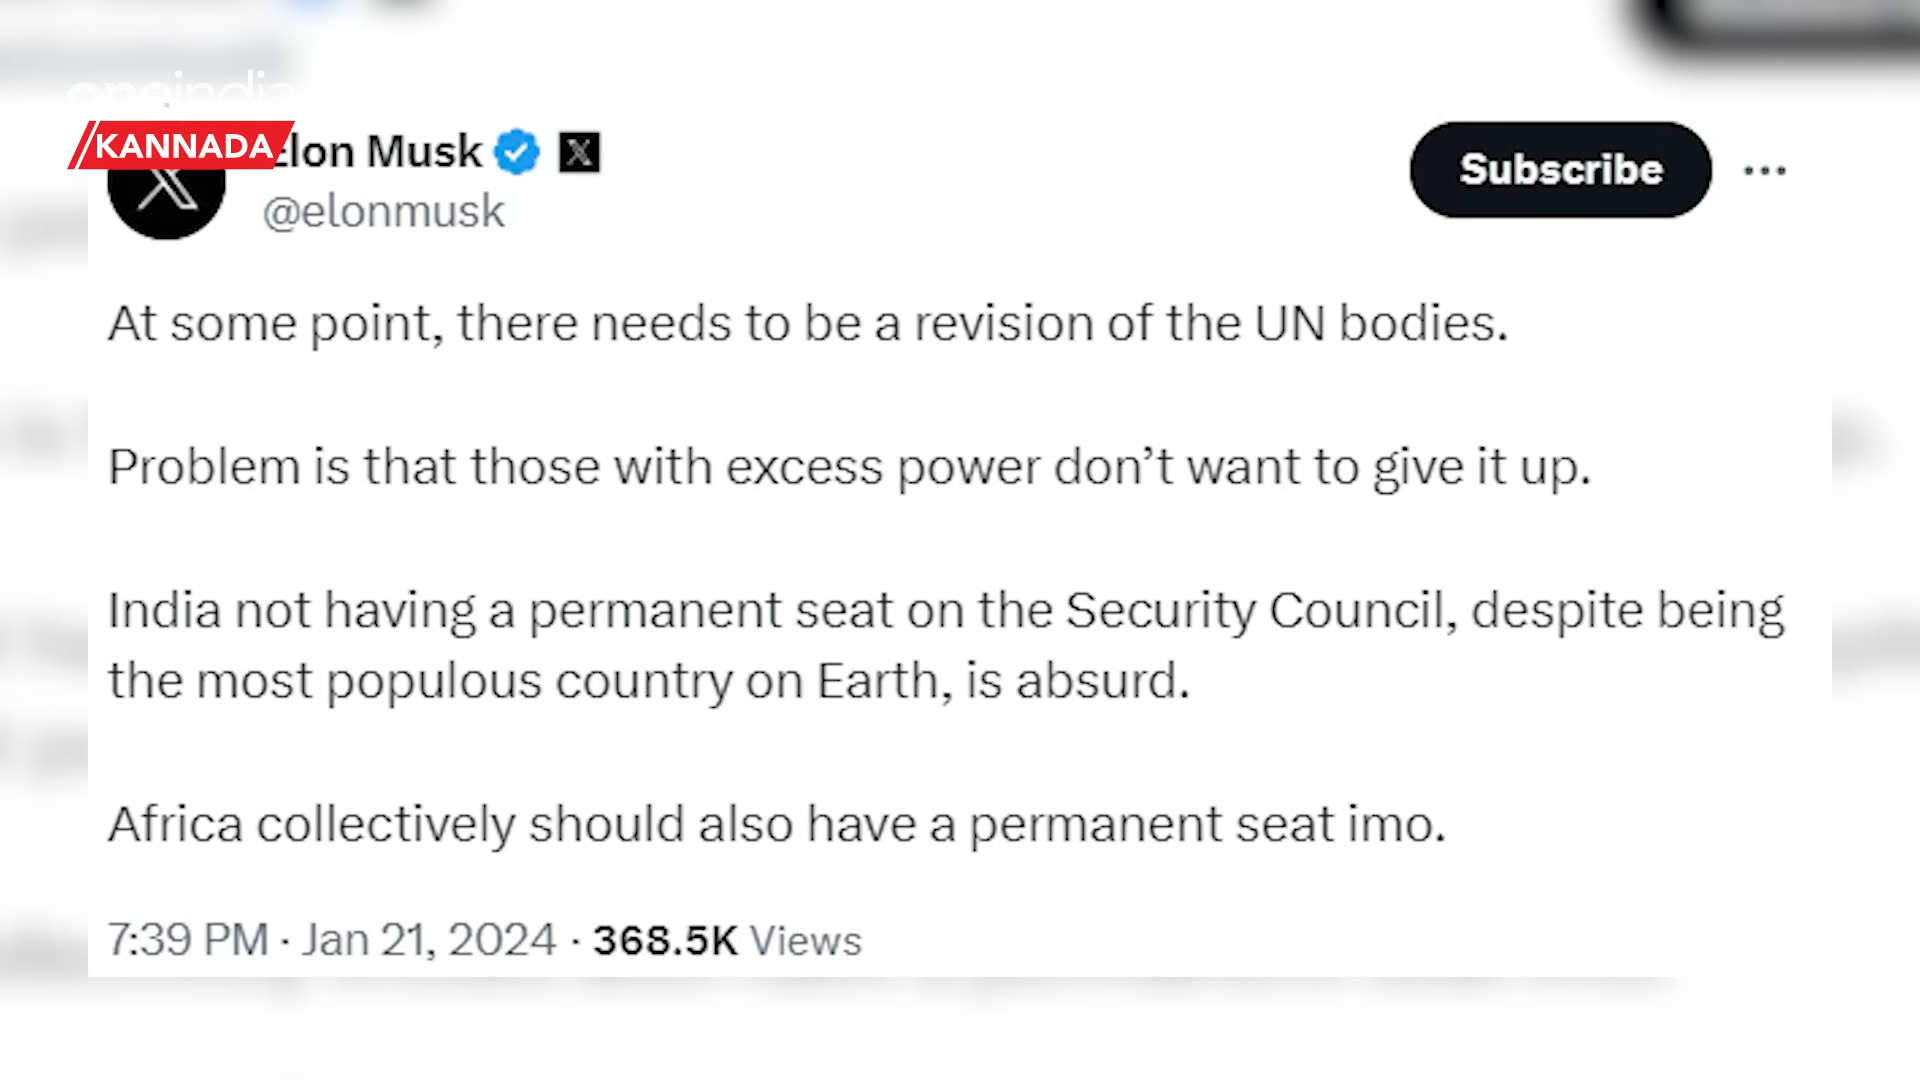 oneindia
KANNADA
Elon Musk
@elonmusk
Subscribe
At some point, there needs to be a revision of the UN bodies.
Problem is that those with excess power don’t want to give it up.
India not having a permanent seat on the Security Council, despite being
the most populous country on Earth, is absurd.
Africa collectively should also have a permanent seat imo.
7:39 PM · Jan 21, 2024 · 368.5K Views